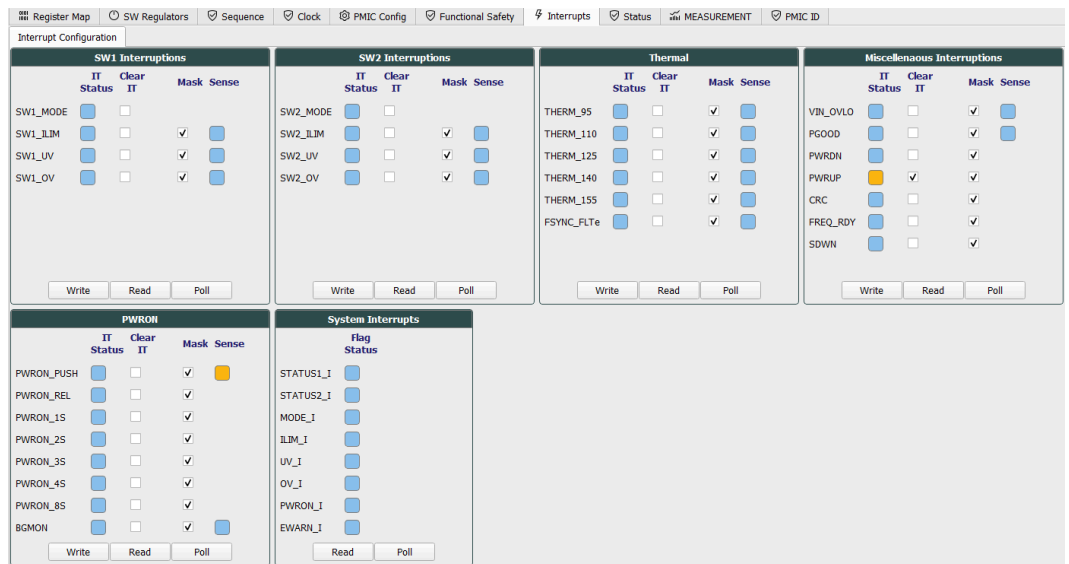 Register Map SW Regulators Sequence Clock PMIC Config Functional Safety Interrupts Status MEASUREMENT PMIC ID
Interrupt Configuration
SW1 Interruptions
IT Status Clear IT Mask Sense
SW1_MODE
SW1_ILIM
SW1_UV
SW1_OV
Write Read Poll
SW2 Interruptions
IT Status Clear IT Mask Sense
SW2_MODE
SW2_ILIM
SW2_UV
SW2_OV
Write Read Poll
Thermal
IT Status Clear IT Mask Sense
THERM_95
THERM_110
THERM_125
THERM_140
THERM_155
FSYNC_FLTe
Write Read Poll
Miscellenaous Interruptions
IT Status Clear IT Mask Sense
VIN_OVLO
PGOOD
PWRDN
PWRUP
CRC
FREQ_RDY
SDWN
Write Read Poll
PWRON
IT Status Clear IT Mask Sense
PWRON_PUSH
PWRON_REL
PWRON_1S
PWRON_2S
PWRON_3S
PWRON_4S
PWRON_8S
BGMON
Write Read Poll
System Interrupts
Flag Status
STATUS1_I
STATUS2_I
MODE_I
ILIM_I
UV_I
OV_I
PWRON_I
EWARN_I
Read Poll